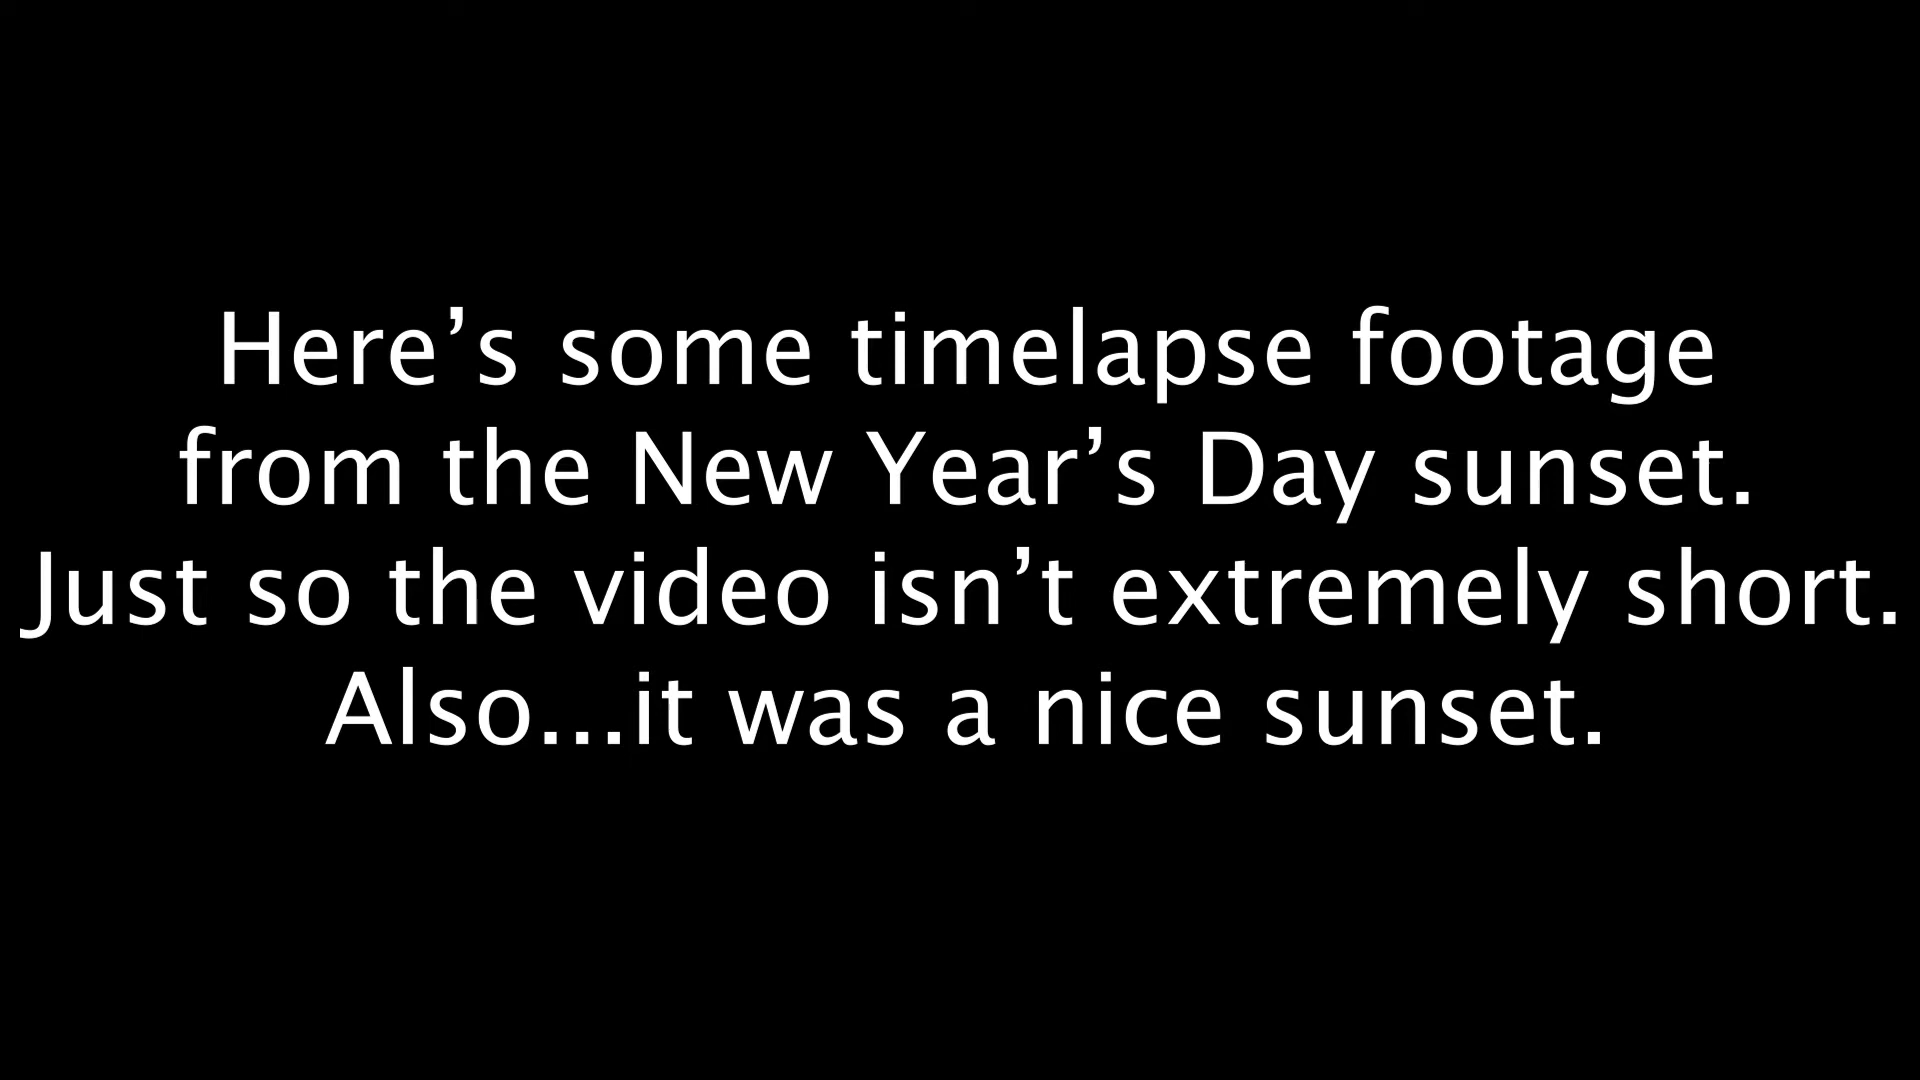 Here’s some timelapse footage
from the New Year’s Day sunset.
Just so the video isn’t extremely short.
Also...it was a nice sunset.